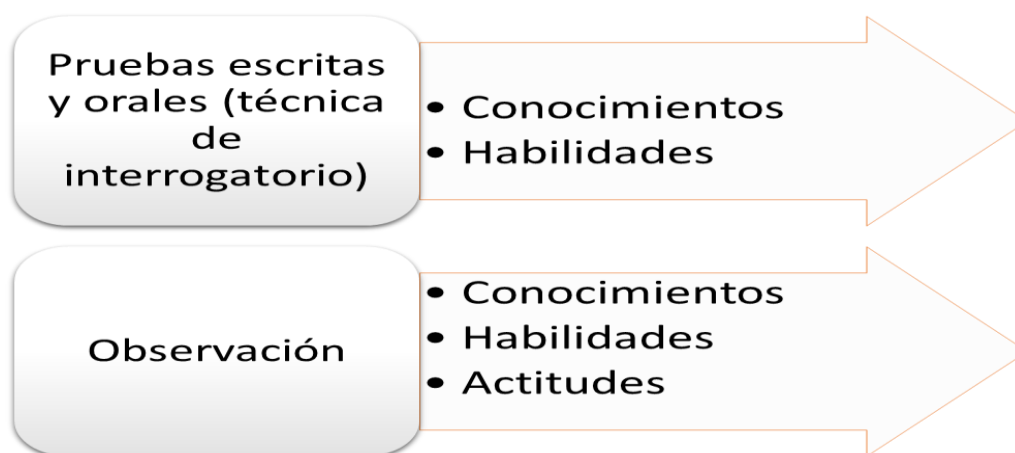 Pruebas escritas
y orales (técnica
de
interrogatorio)
• Conocimientos
• Habilidades
Observación
• Conocimientos
• Habilidades
• Actitudes